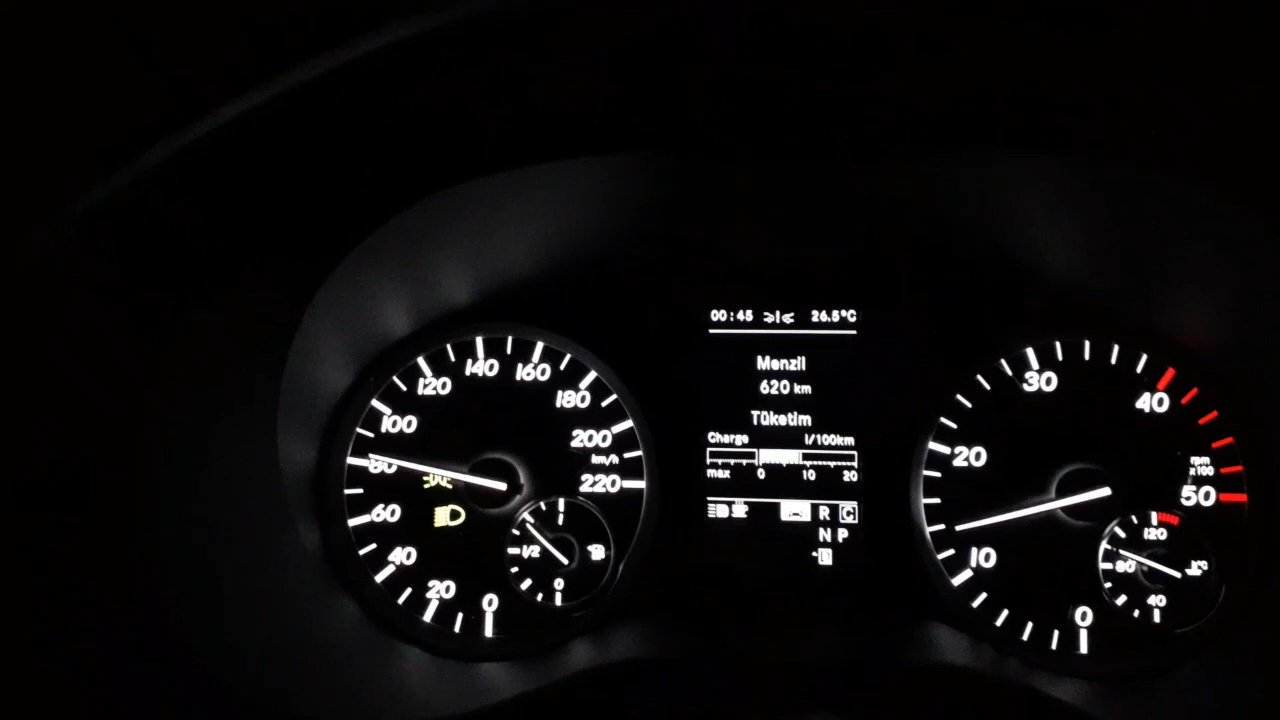 00:45 26.5°C
Menzil
620 km
Tüketim
Charge l/100km
max 0 10 20
R C
N P
D
0
20
40
60
80
100
120
140
160
180
200
220
km/h
1
1/2
0
0
10
20
30
40
50
rpm
x100
120
80
40
°C